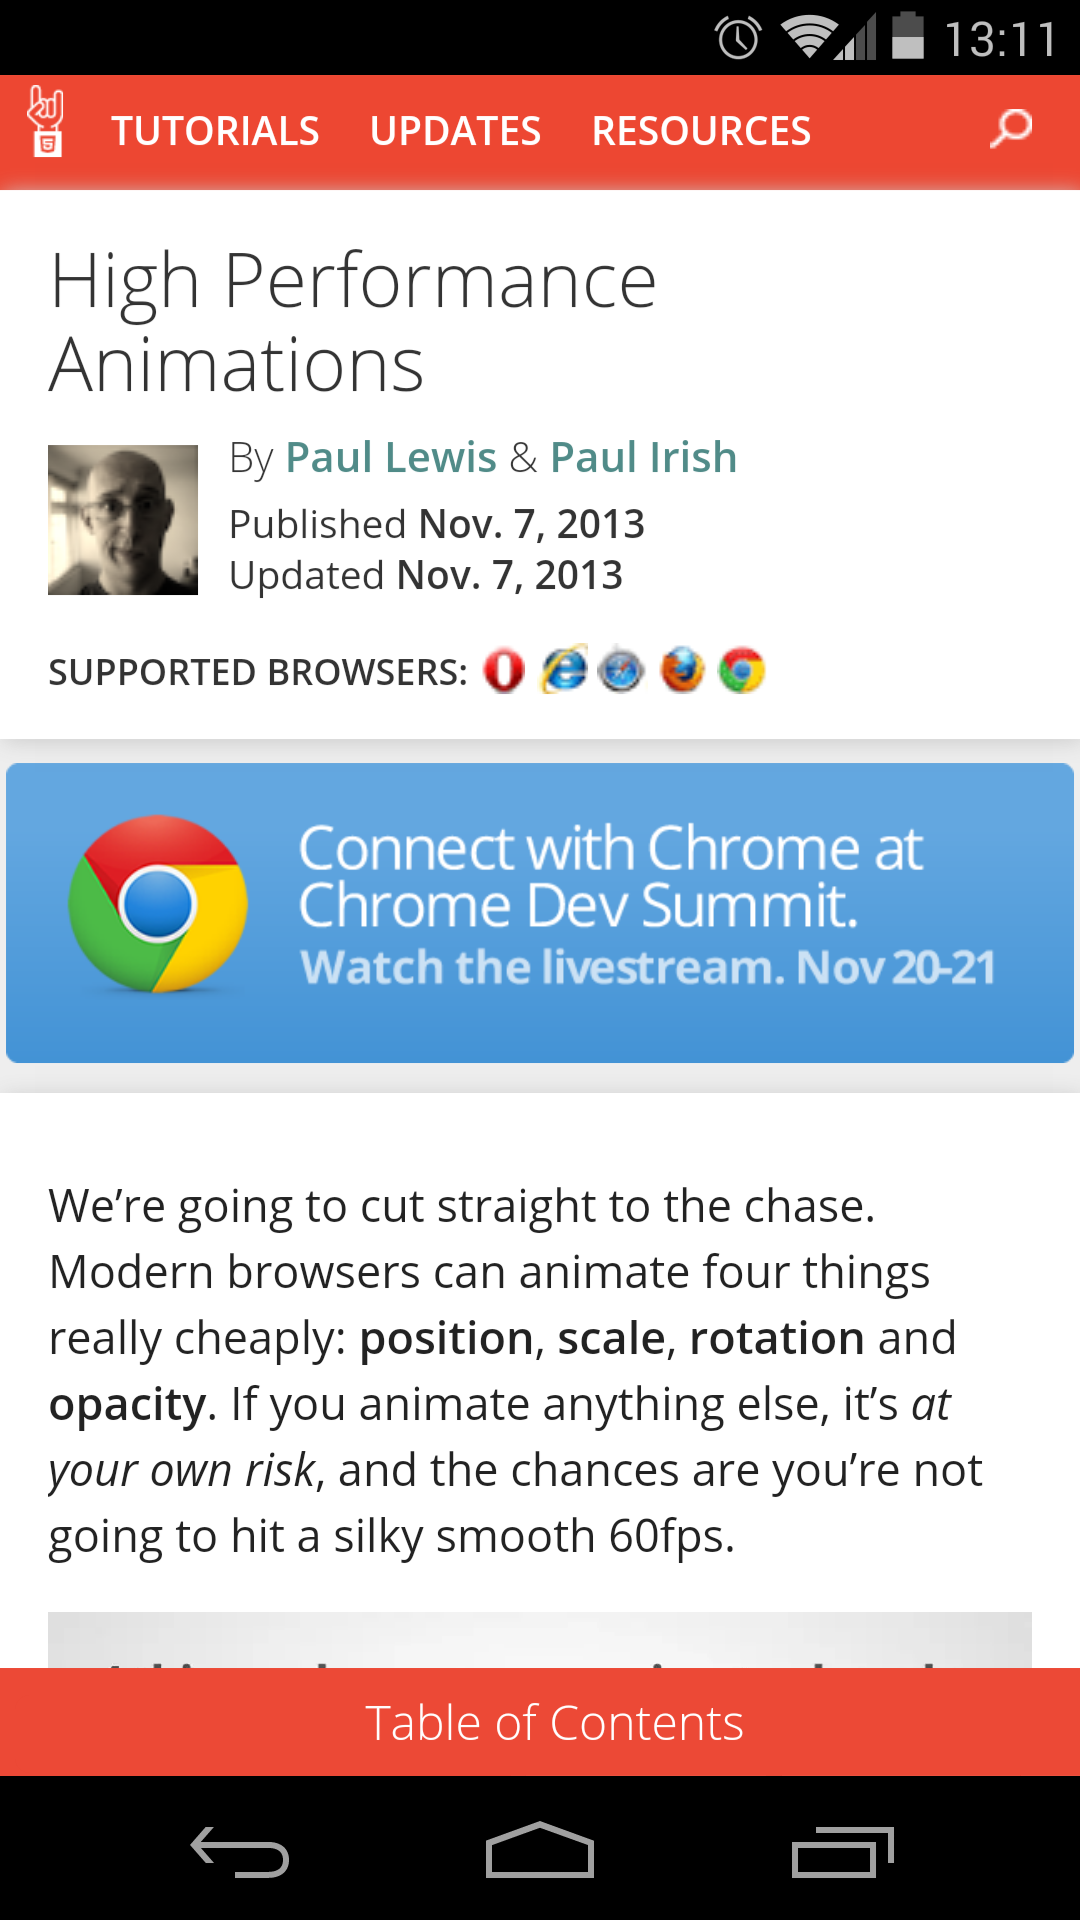 13:11
TUTORIALS UPDATES RESOURCES
High Performance
Animations
By Paul Lewis & Paul Irish
Published Nov. 7, 2013
Updated Nov. 7, 2013
SUPPORTED BROWSERS:
Connect with Chrome at
Chrome Dev Summit.
Watch the livestream. Nov 20-21
We’re going to cut straight to the chase.
Modern browsers can animate four things
really cheaply: position, scale, rotation and
opacity. If you animate anything else, it’s at
your own risk, and the chances are you’re not
going to hit a silky smooth 60fps.
Table of Contents